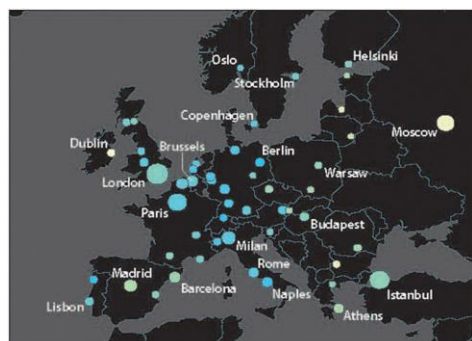 Oslo
Helsinki
Stockholm
Copenhagen
Moscow
Dublin
Brussels
Berlin
London
Warsaw
Paris
Budapest
Milan
Madrid
Rome
Lisbon
Barcelona
Naples
Istanbul
Athens